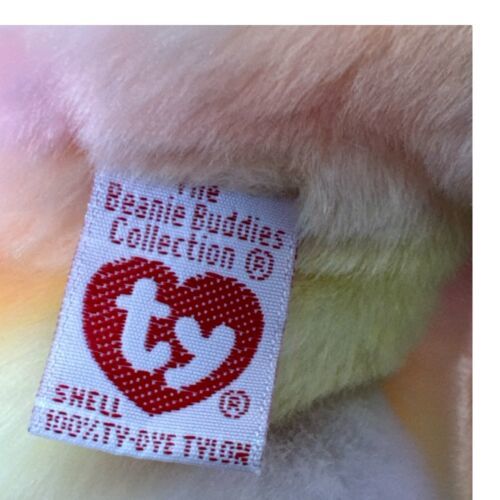 The
Beanie Buddies
Collection ®
ty
®
SHELL
100%TY-DYE TYLON